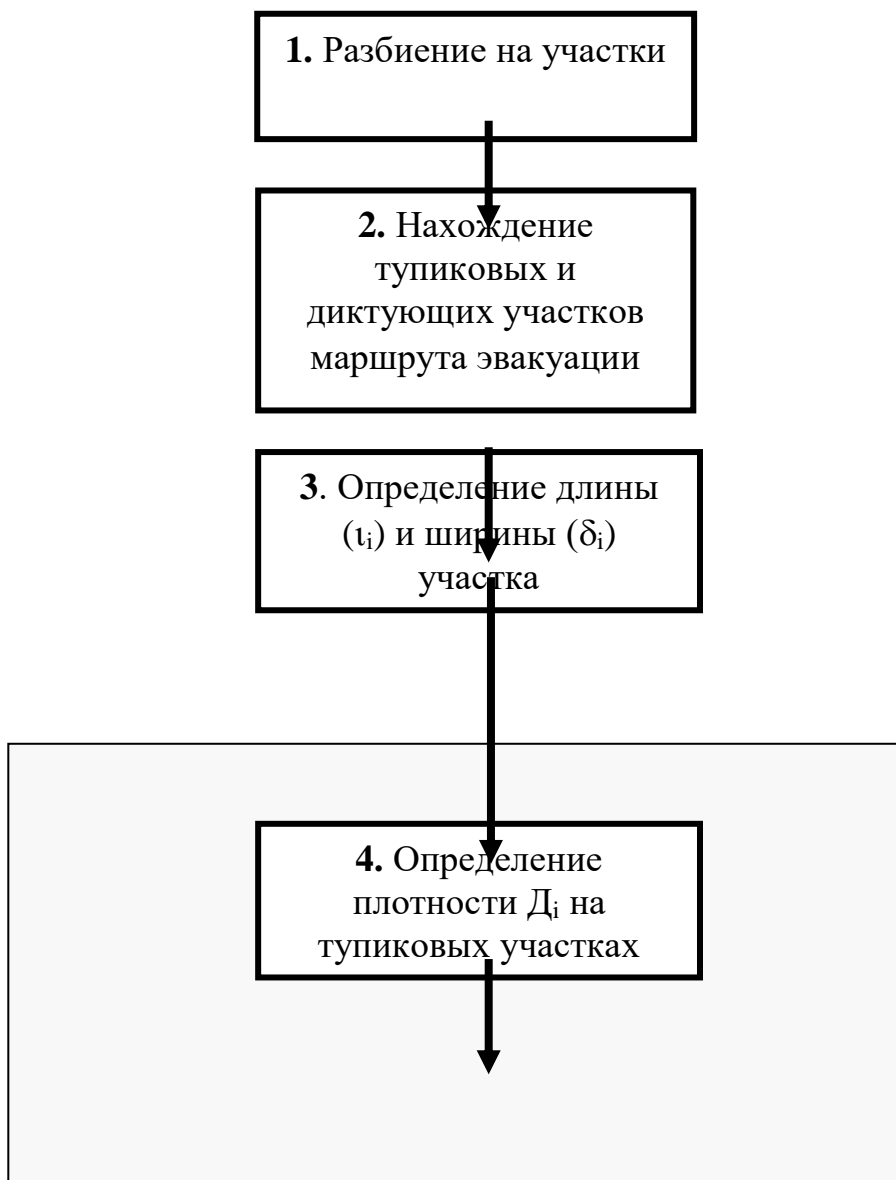 1. Разбиение на участки
2. Нахождение
тупиковых и
диктующих участков
маршрута эвакуации
3. Определение длины
(ιi) и ширины (δi)
участка
4. Определение
плотности Дi на
тупиковых участках